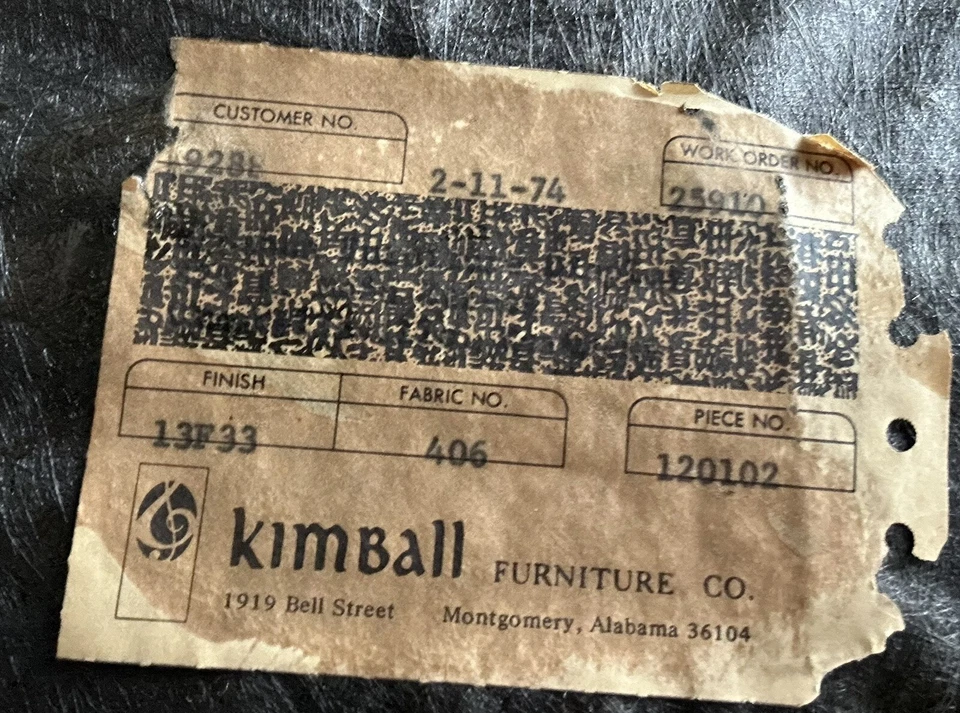 CUSTOMER NO.
WORK ORDER NO.
2-11-74
25910
FINISH
FABRIC NO.
PIECE NO.
13F33
406
120102
kimball FURNITURE CO.
1919 Bell Street Montgomery, Alabama 36104